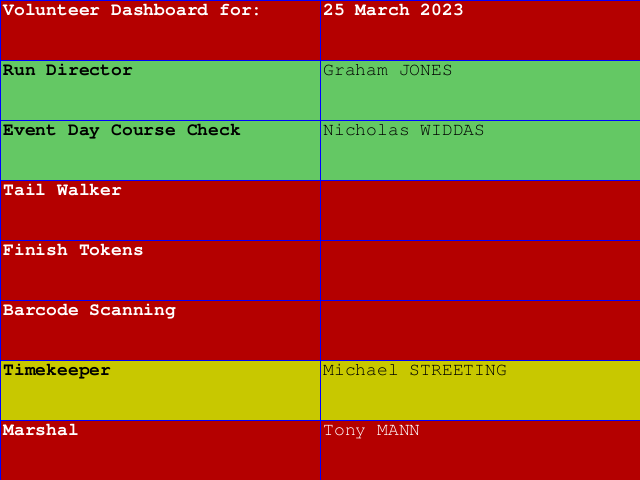 Volunteer Dashboard for: 25 March 2023
Run Director Graham JONES
Event Day Course Check Nicholas WIDDAS
Tail Walker
Finish Tokens
Barcode Scanning
Timekeeper Michael STREETING
Marshal Tony MANN